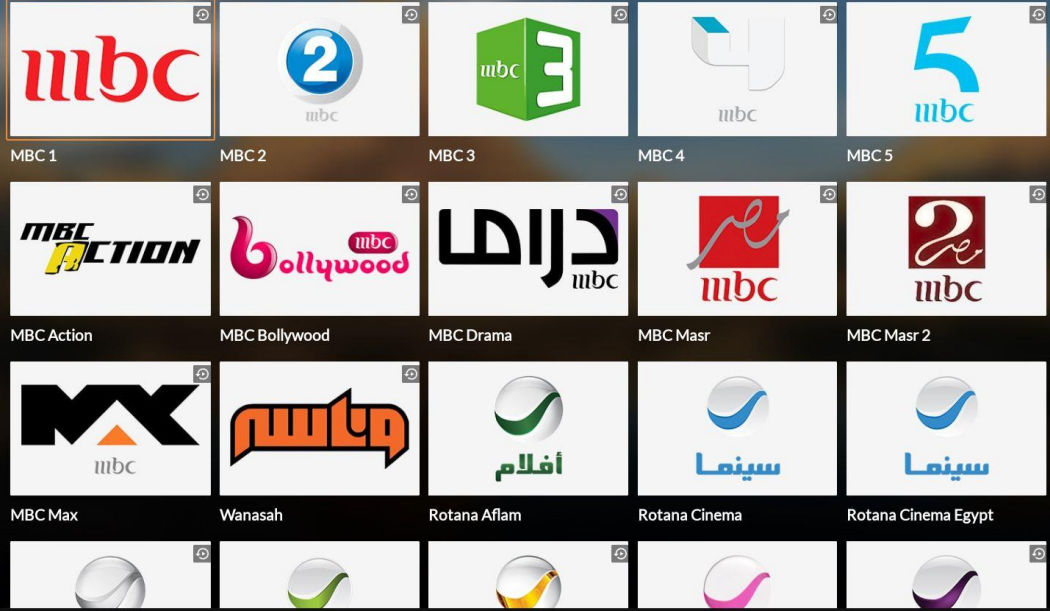 mbc
2
mbc
mbc 3
4
mbc
5
mbc
MBC 1
MBC 2
MBC 3
MBC 4
MBC 5
MBC
ACTION
mbc
Bollywood
دراما
mbc
مصر
mbc
2
مصر
mbc
MBC Action
MBC Bollywood
MBC Drama
MBC Masr
MBC Masr 2
MAX
mbc
وناسه
أفلام
سينما
سينما
MBC Max
Wanasah
Rotana Aflam
Rotana Cinema
Rotana Cinema Egypt